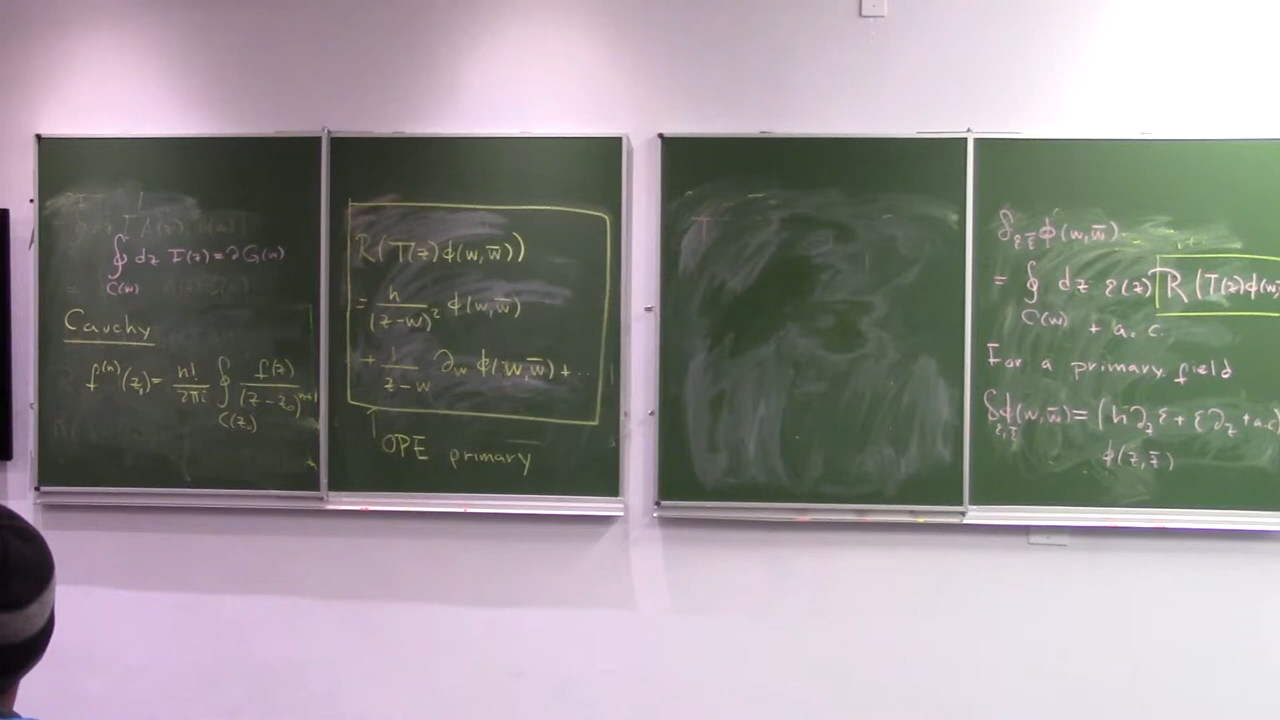 ∮ dz I(z) = ∂G(w)
C(w)
Cauchy
f⁽ⁿ⁾(z₀) = n!/2πi ∮ f(z)/(z - z₀)ⁿ⁺¹
C(z₀)
R(T(z)φ(w,w̄))
= h/(z-w)² φ(w,w̄)
+ 1/z-w ∂_w φ(w,w̄) + ...
OPE primary
δ_{ε,ε̄} φ(w,w̄)
= ∮ dz ε(z) R(T(z)φ(w,
C(w) + a.c.
For a primary field
δ_{ε,ε̄} φ(w,w̄) = (h ∂_z ε + ε ∂_z + a.c)
φ(z,z̄)